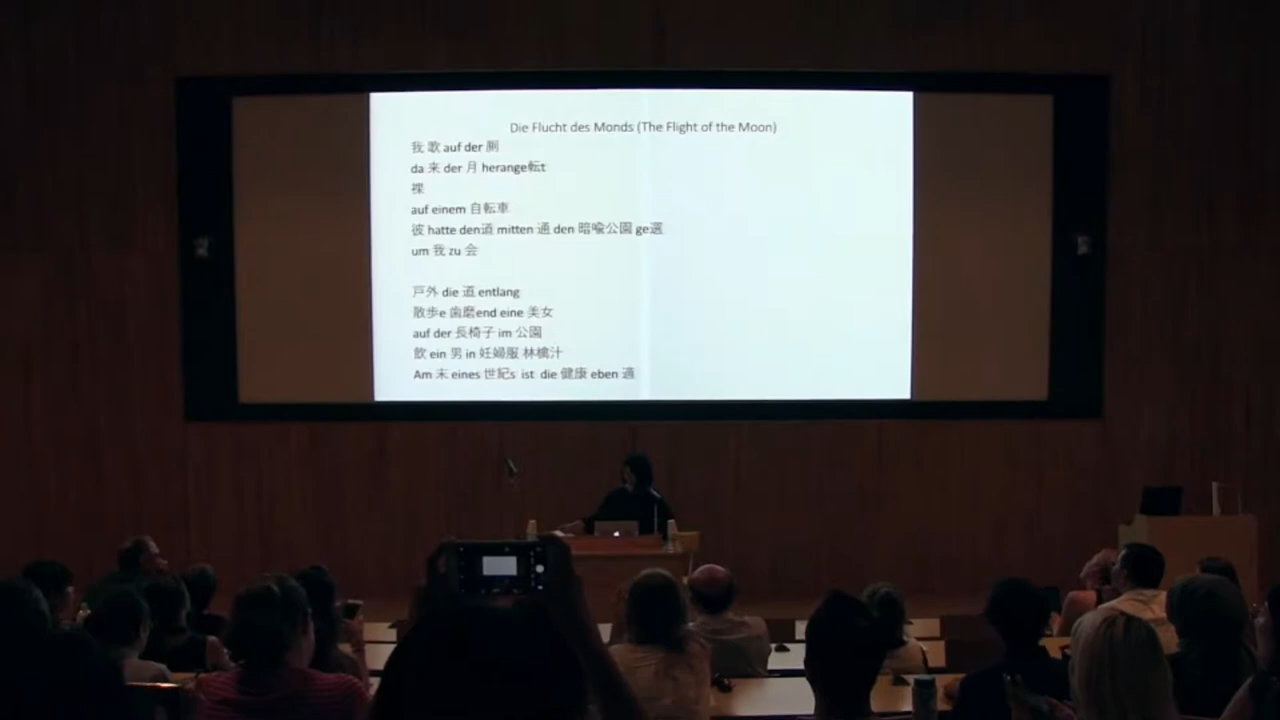 Die Flucht des Monds (The Flight of the Moon)
我 歌 auf der 厠
da 来 der 月 herange転t
裸
auf einem 自転車
彼 hatte den道 mitten 通 den 暗喩公園 ge選
um 我 zu 会
戸外 die 道 entlang
散歩e 歯磨end eine 美女
auf der 長椅子 im 公園
飲 ein 男 in 妊婦服 林檎汁
Am 末 eines 世紀s ist die 健康 eben 適